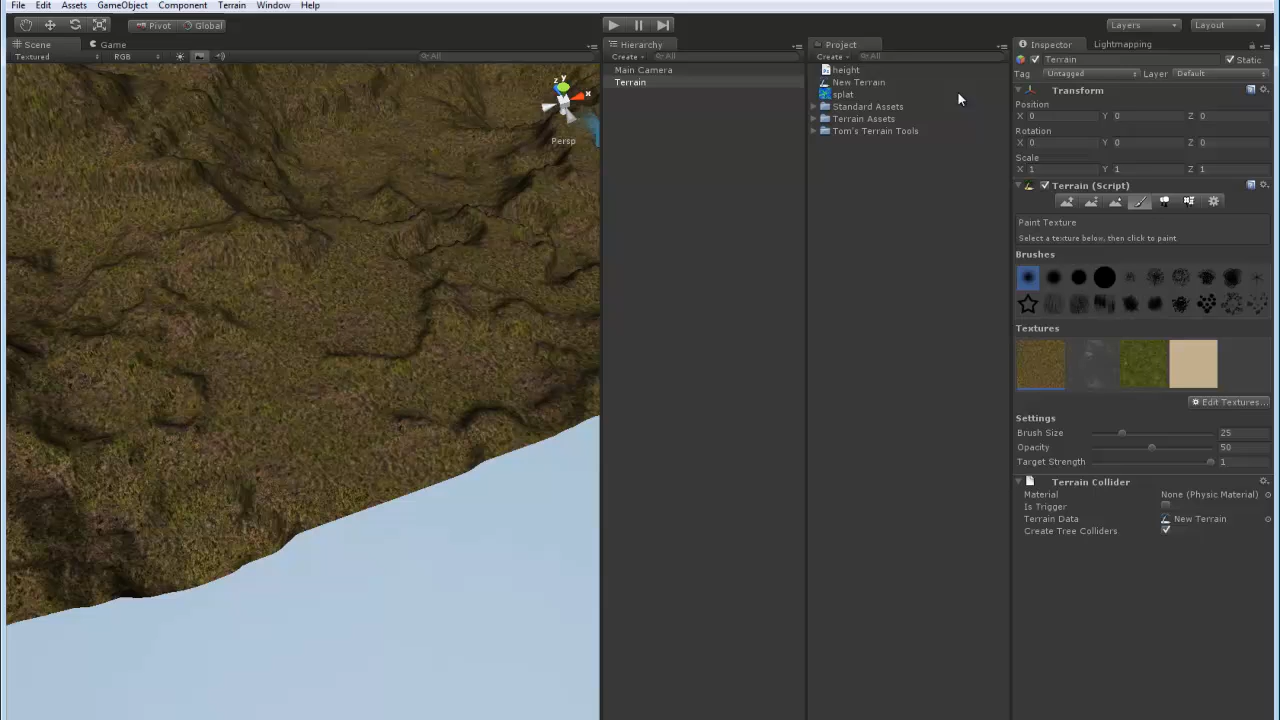 File Edit Assets GameObject Component Terrain Window Help
Pivot Global Layers Layout
Scene Game Hierarchy Project Inspector Lightmapping
Textured RGB All Create All Create All
Terrain Static
Tag Untagged Layer Default
Main Camera
Terrain
height
New Terrain
splat
Standard Assets
Terrain Assets
Tom's Terrain Tools
y
z
x
Persp
Transform
Position
X 0 Y 0 Z 0
Rotation
X 0 Y 0 Z 0
Scale
X 1 Y 1 Z 1
Terrain (Script)
Paint Texture
Select a texture below, then click to paint
Brushes
Textures
Edit Textures...
Settings
Brush Size 25
Opacity 50
Target Strength 1
Terrain Collider
Material None (Physic Material)
Is Trigger
Terrain Data New Terrain
Create Tree Colliders